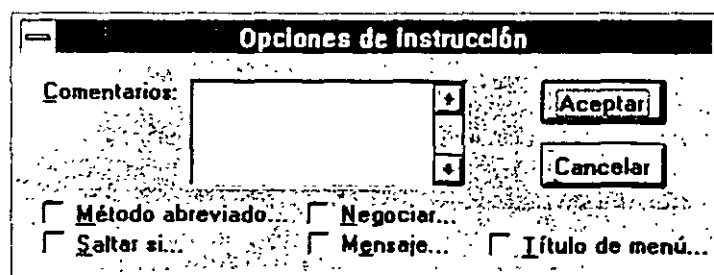 Opciones de instrucción
Comentarios:
Aceptar
Cancelar
Método abreviado... Negociar...
Saltar si... Mensaje... Título de menú...